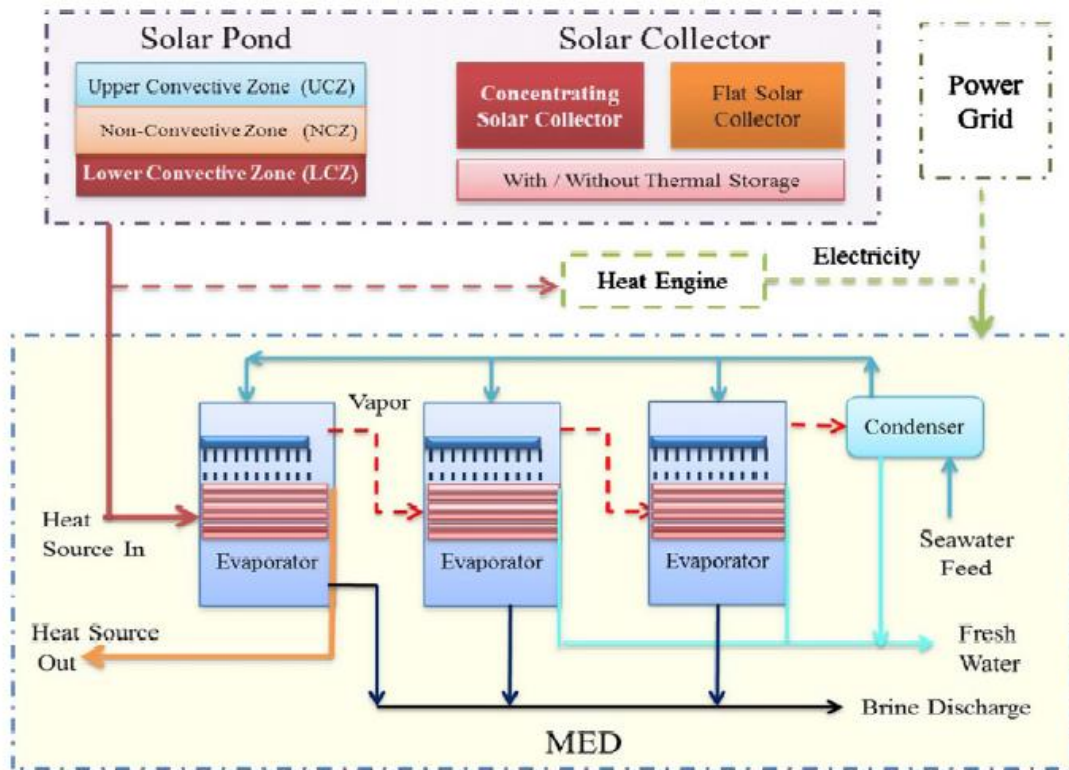 Solar Pond
Upper Convective Zone (UCZ)
Non-Convective Zone (NCZ)
Lower Convective Zone (LCZ)
Solar Collector
Concentrating
Solar Collector
Flat Solar
Collector
With / Without Thermal Storage
Power
Grid
Heat Engine
Electricity
Vapor
Condenser
Heat
Source In
Evaporator
Evaporator
Evaporator
Seawater
Feed
Heat Source
Out
Fresh
Water
Brine Discharge
MED